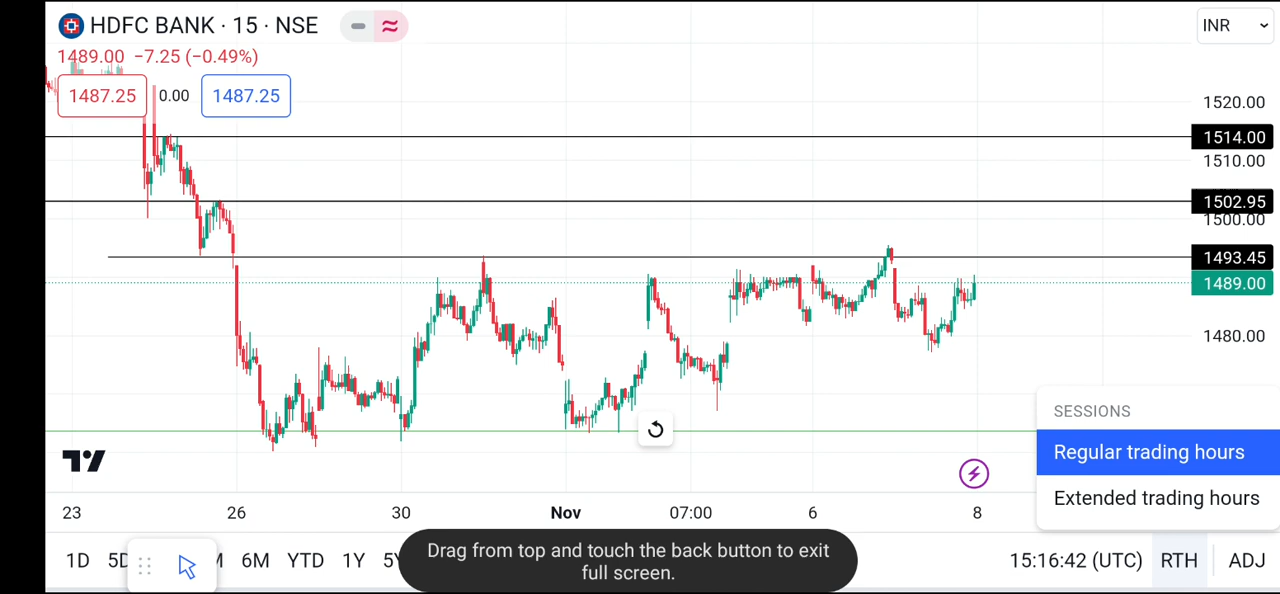 HDFC BANK · 15 · NSE
INR
1489.00 −7.25 (−0.49%)
1487.25 0.00 1487.25
1520.00
1514.00
1510.00
1502.95
1500.00
1493.45
1489.00
1480.00
SESSIONS
Regular trading hours
Extended trading hours
23 26 30 Nov 07:00 6 8
1D 5D M 6M YTD 1Y 5Y 15:16:42 (UTC) RTH ADJ
Drag from top and touch the back button to exit
full screen.